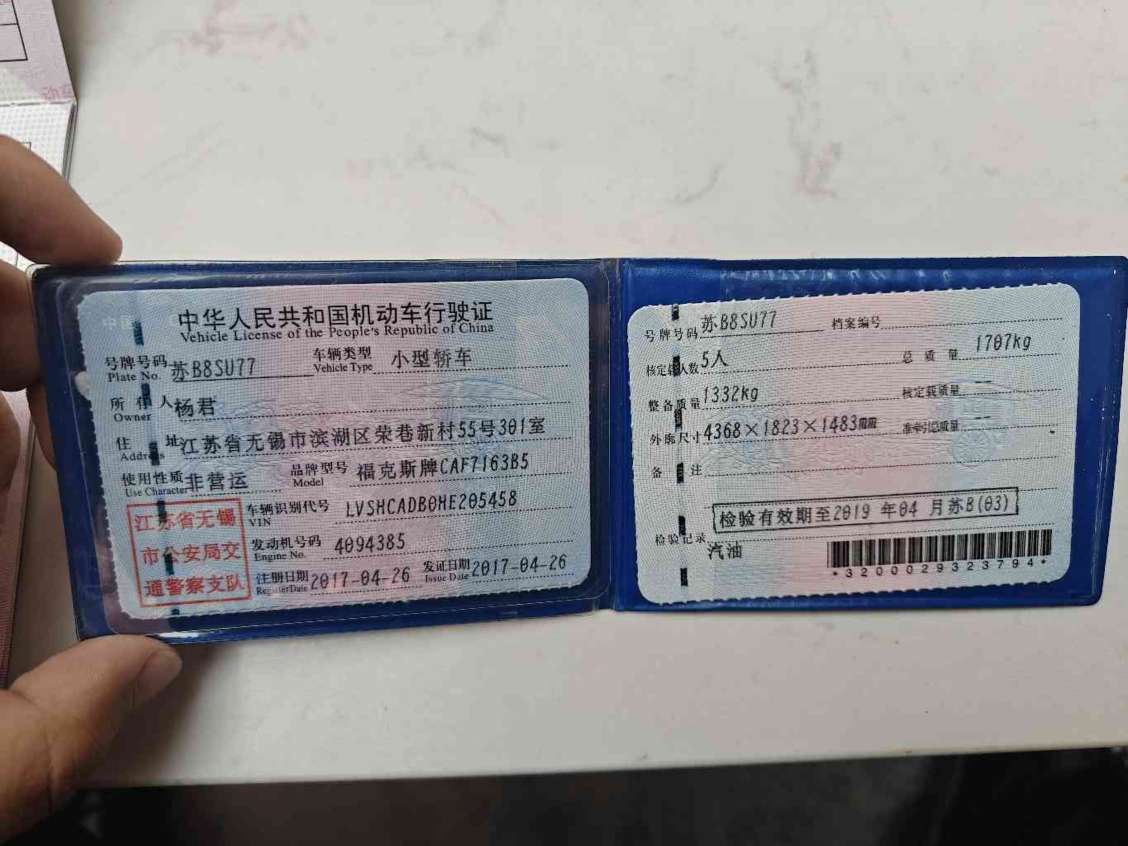 中华人民共和国机动车行驶证
Vehicle License of the People's Republic of China
号牌号码 苏B8SU77 车辆类型 小型轿车
Plate No. Vehicle Type
所有人 杨君
Owner
住址 江苏省无锡市滨湖区荣巷新村55号301室
Address
使用性质 非营运 品牌型号 福克斯牌CAF7163B5
Use Character Model
江苏省无锡
市公安局交
通警察支队
车辆识别代号 LVSHCADB0HE205458
VIN
发动机号码 4094385
Engine No.
注册日期 2017-04-26 发证日期 2017-04-26
Register Date Issue Date
号牌号码 苏B8SU77 档案编号
核定载人数 5人 总质量 1707kg
整备质量 1332kg 核定载质量 --
外廓尺寸 4368×1823×1483mm 准牵引总质量 --
备注
检验有效期至2019年04月苏B(03)
检验记录
汽油
*3200029323794*
动车